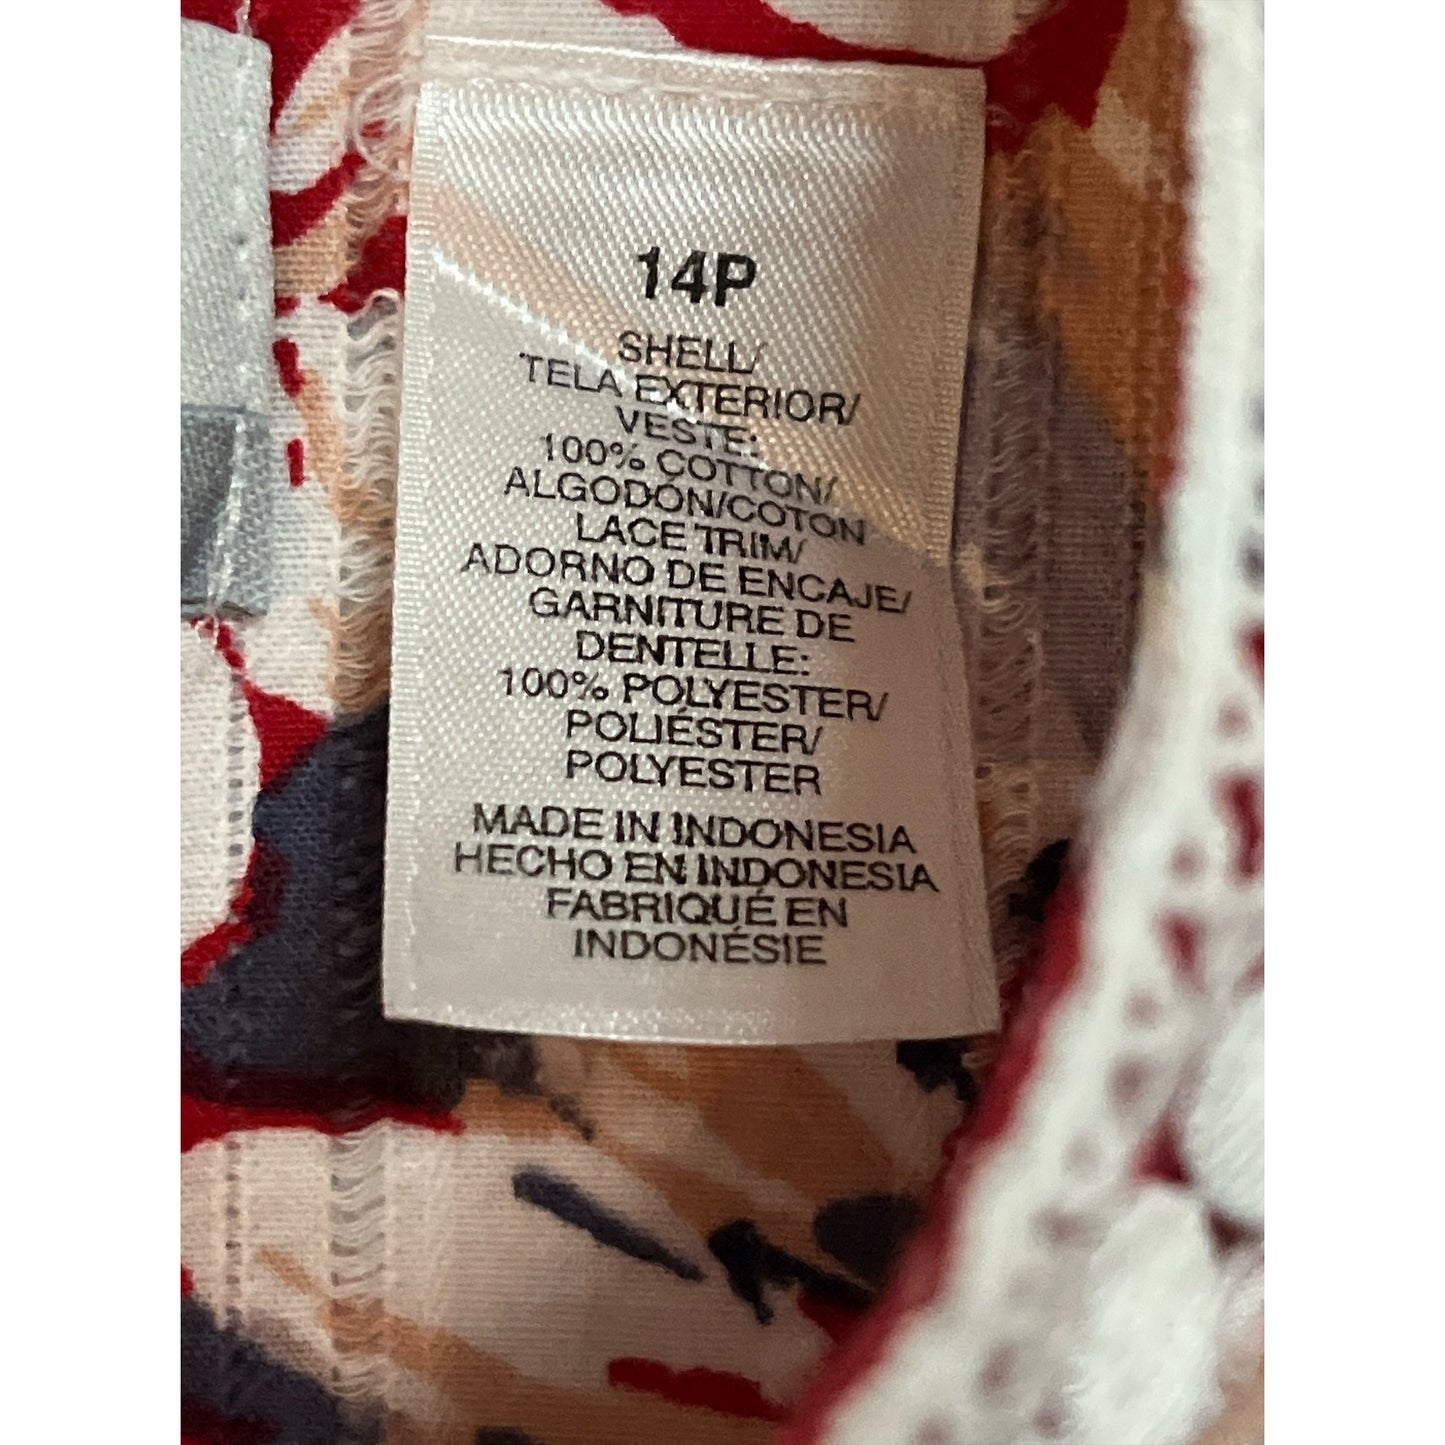 14P
SHELL/
TELA EXTERIOR/
VESTE:
100% COTTON/
ALGODÓN/COTON
LACE TRIM/
ADORNO DE ENCAJE/
GARNITURE DE
DENTELLE:
100% POLYESTER/
POLIÉSTER/
POLYESTER
MADE IN INDONESIA
HECHO EN INDONESIA
FABRIQUÉ EN
INDONÉSIE